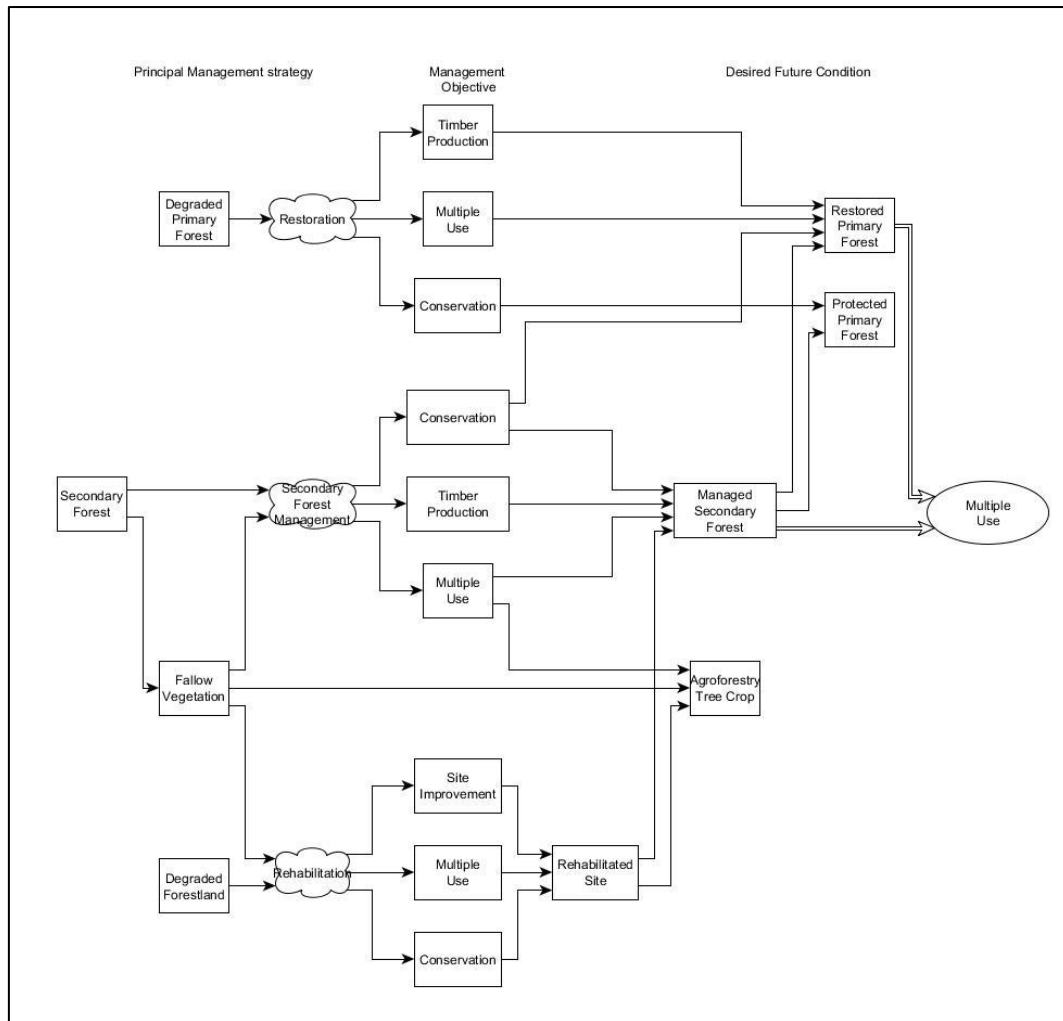 Principal Management strategy
Management
Objective
Desired Future Condition
Timber
Production
Degraded
Primary
Forest
Restoration
Multiple
Use
Restored
Primary
Forest
Conservation
Protected
Primary
Forest
Conservation
Secondary
Forest
Secondary
Forest
Management
Timber
Production
Managed
Secondary
Forest
Multiple
Use
Multiple
Use
Fallow
Vegetation
Agroforestry
Tree Crop
Site
Improvement
Degraded
Forestland
Rehabilitation
Multiple
Use
Rehabilitated
Site
Conservation